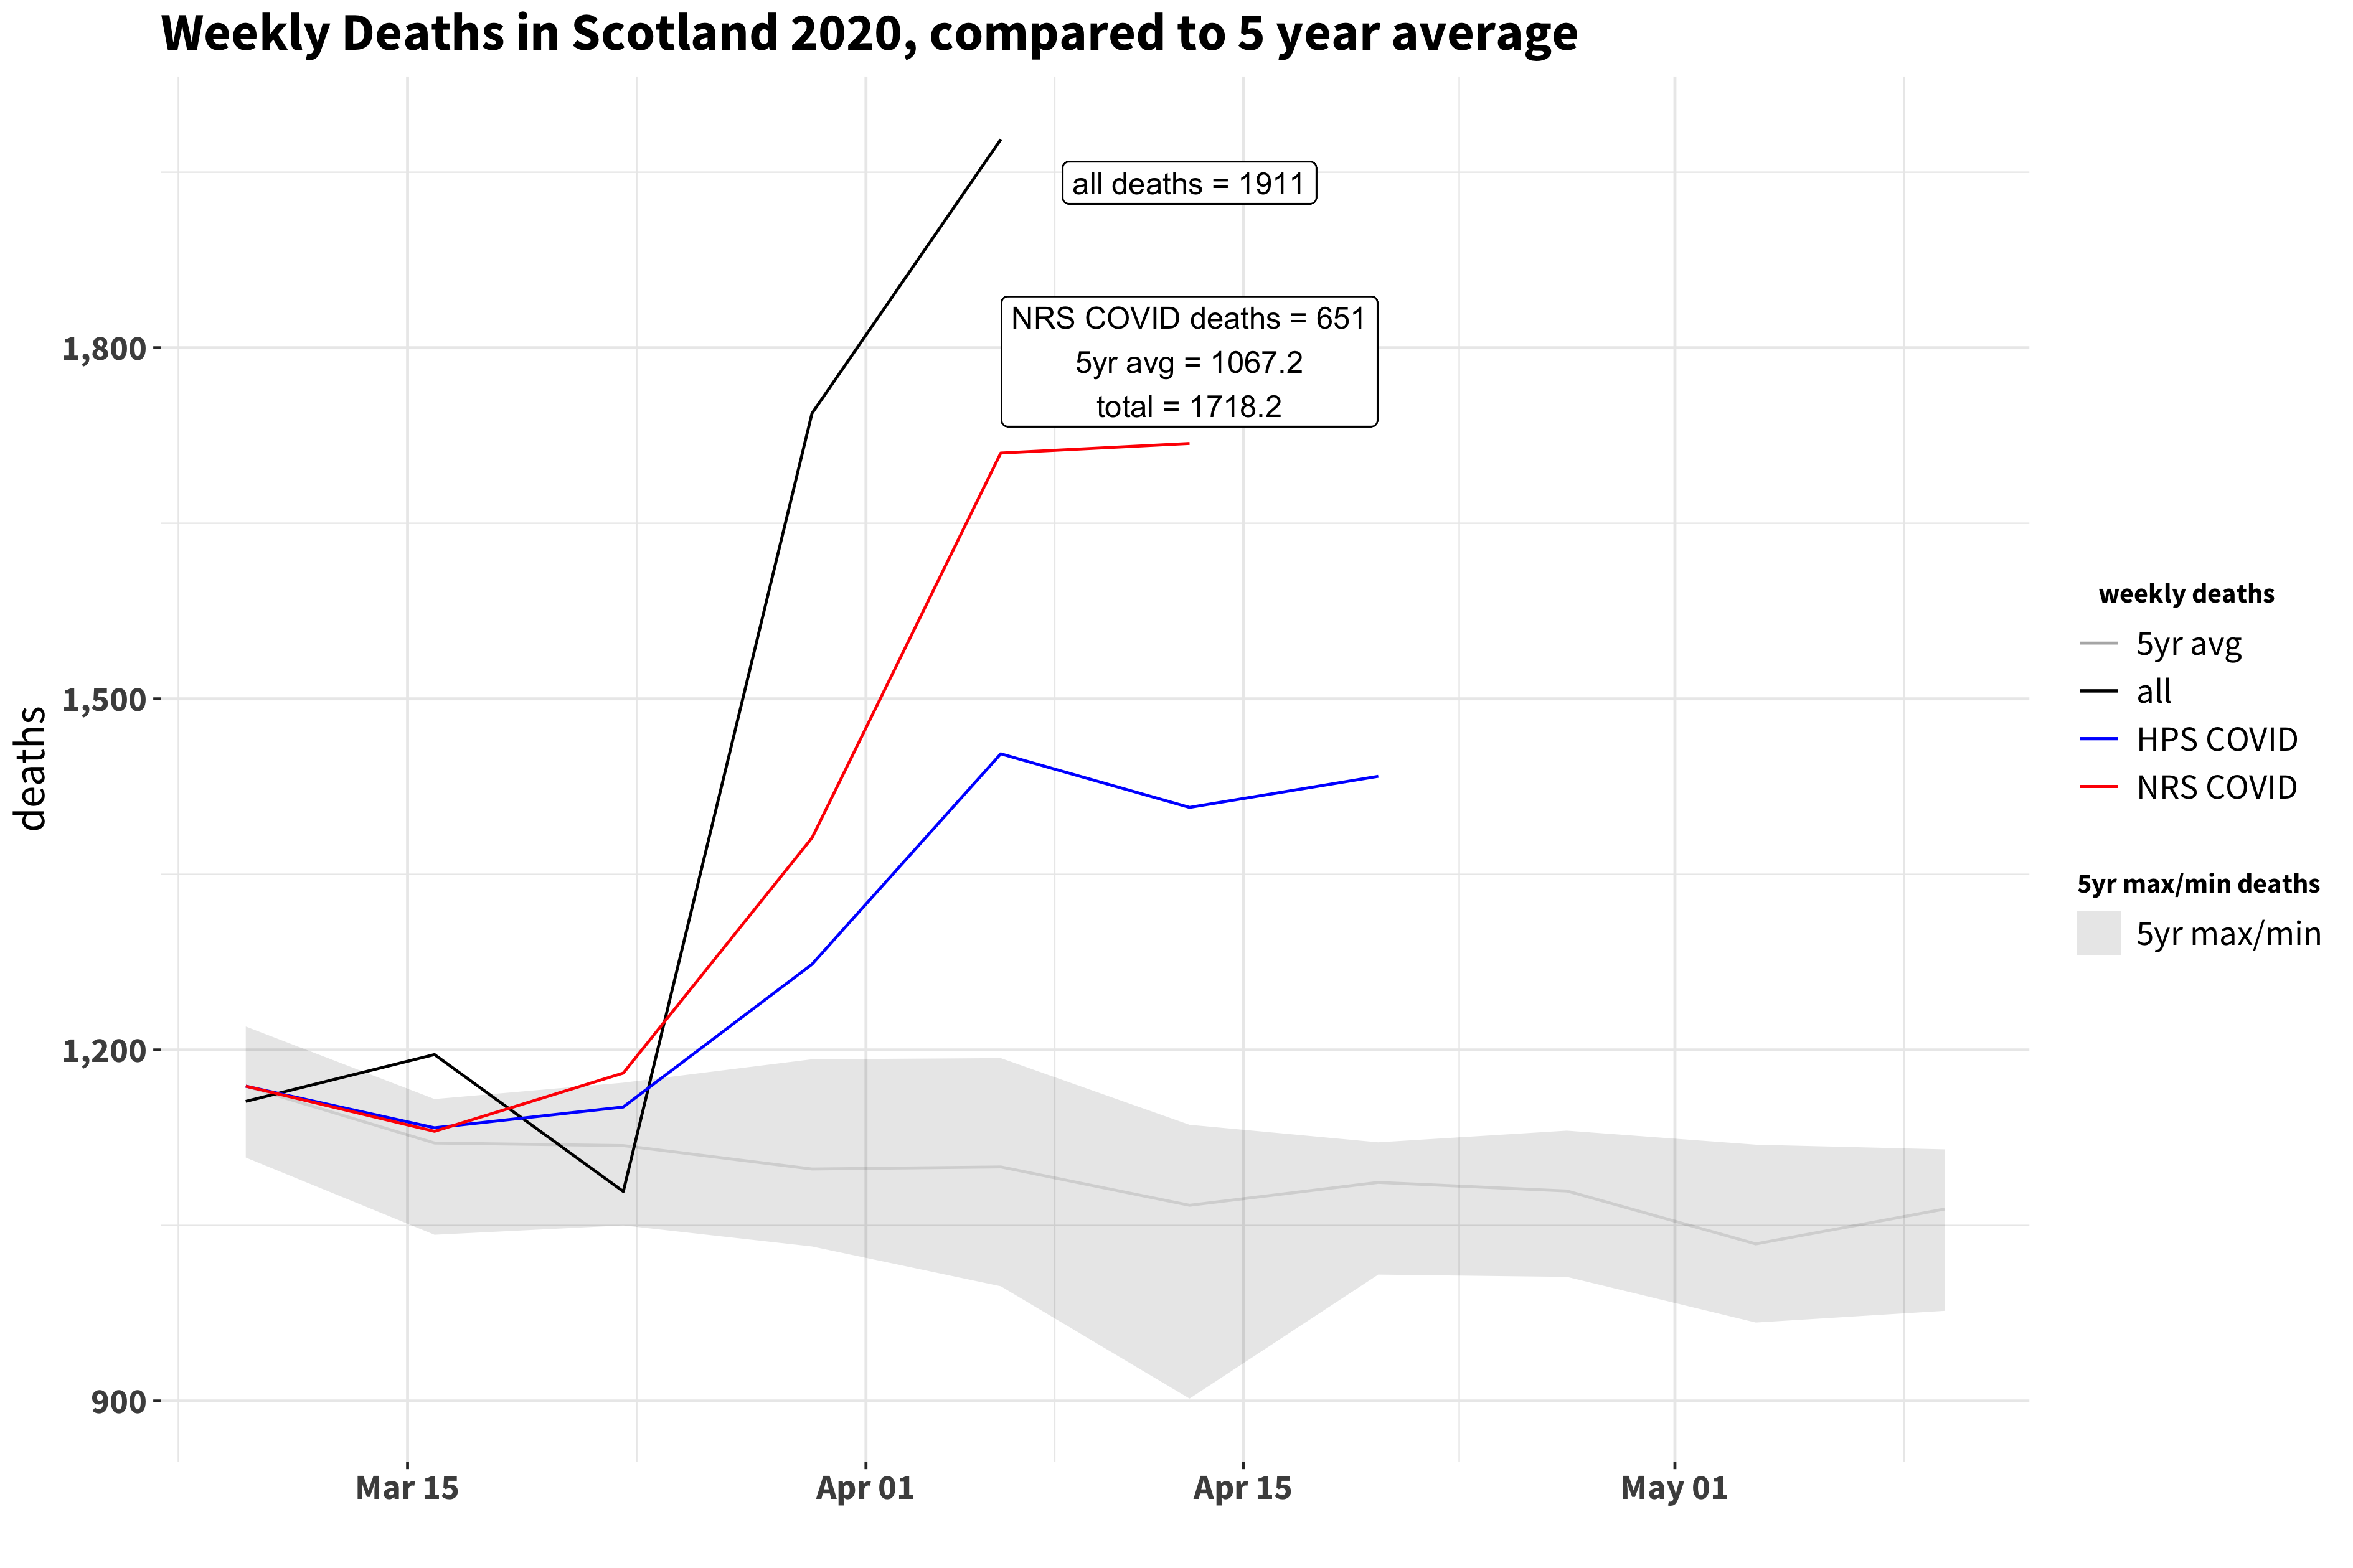 Weekly Deaths in Scotland 2020, compared to 5 year average
all deaths = 1911
NRS COVID deaths = 651
5yr avg = 1067.2
total = 1718.2
1,800
1,500
1,200
900
deaths
Mar 15
Apr 01
Apr 15
May 01
weekly deaths
5yr avg
all
HPS COVID
NRS COVID
5yr max/min deaths
5yr max/min